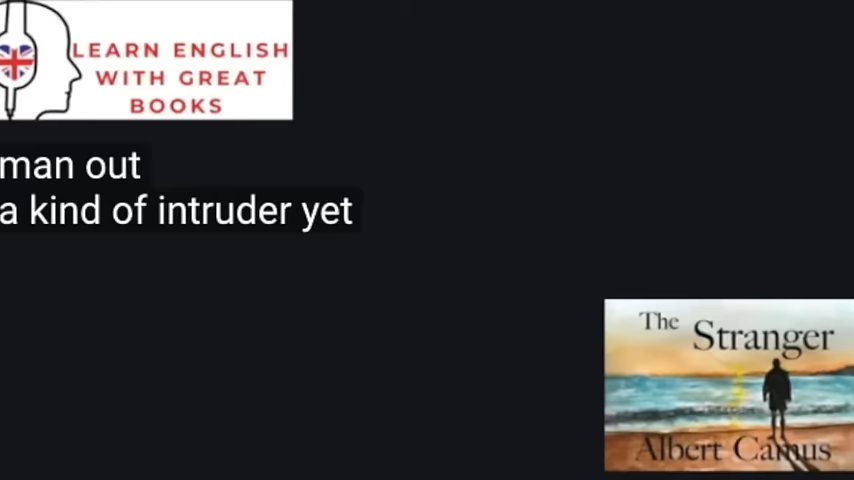 LEARN ENGLISH
WITH GREAT
BOOKS
man out
a kind of intruder yet
The Stranger
Albert Camus